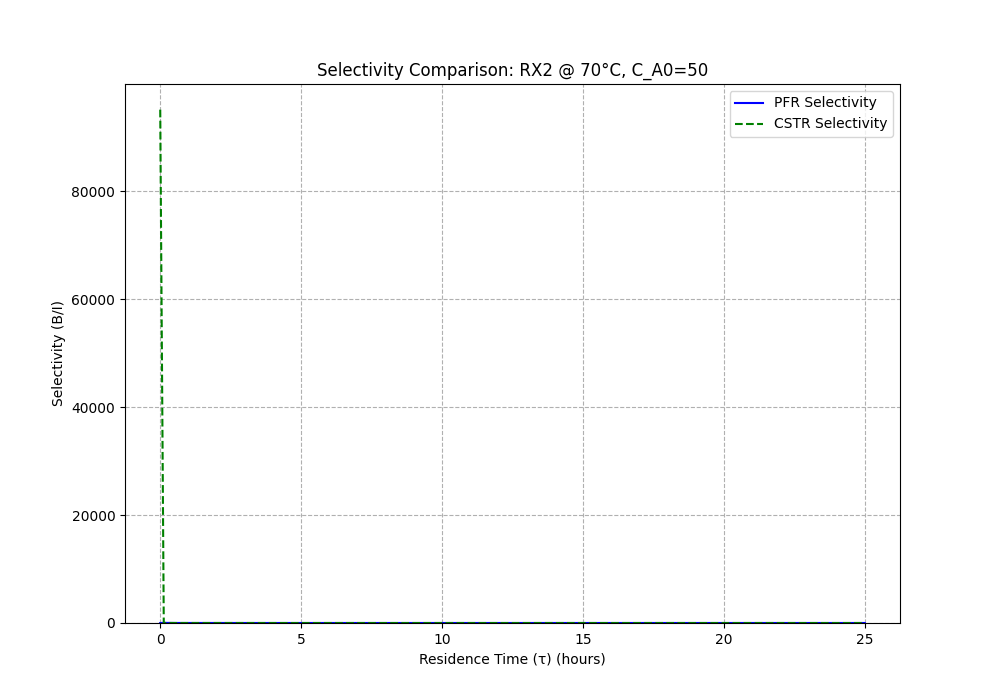 Selectivity Comparison: RX2 @ 70°C, C_A0=50
PFR Selectivity
CSTR Selectivity
Selectivity (B/I)
80000
60000
40000
20000
0
0 5 10 15 20 25
Residence Time (τ) (hours)